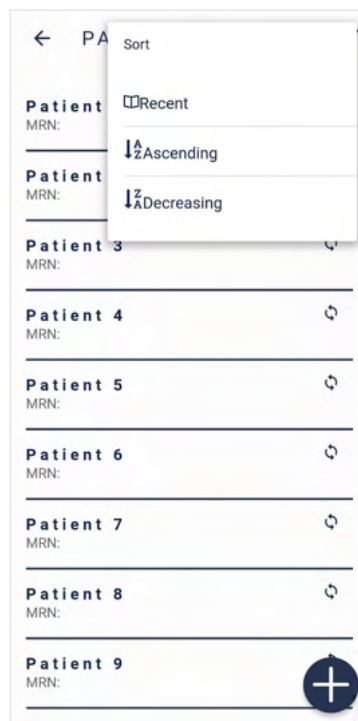 PA
Sort
Recent
Ascending
Decreasing
Patient
MRN:
Patient
MRN:
Patient 3
MRN:
Patient 4
MRN:
Patient 5
MRN:
Patient 6
MRN:
Patient 7
MRN:
Patient 8
MRN:
Patient 9
MRN: